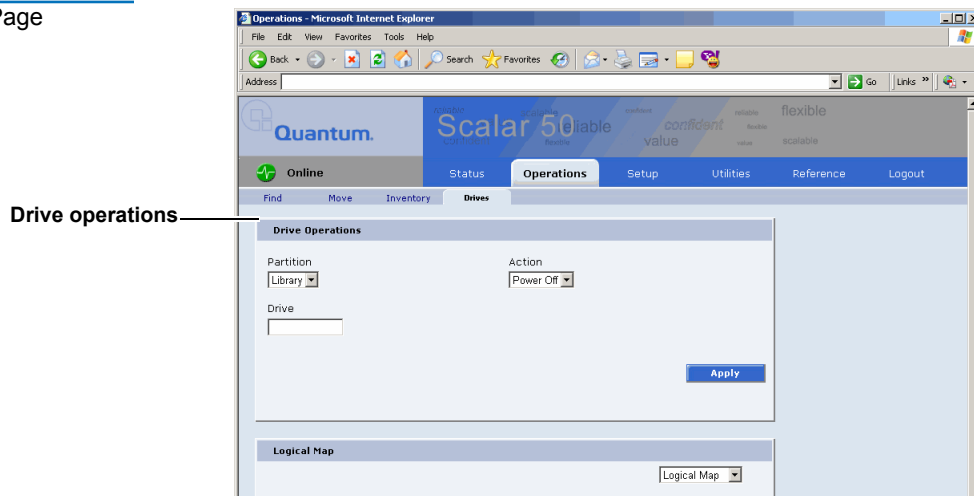 Page
Operations - Microsoft Internet Explorer
File Edit View Favorites Tools Help
Back Search Favorites
Address Go Links »
Quantum.
Scalar 50
reliable
confident
value
flexible
scalable
Online Status Operations Setup Utilities Reference Logout
Find Move Inventory Drives
Drive operations
Drive Operations
Partition Action
Library Power Off
Drive
Apply
Logical Map
Logical Map